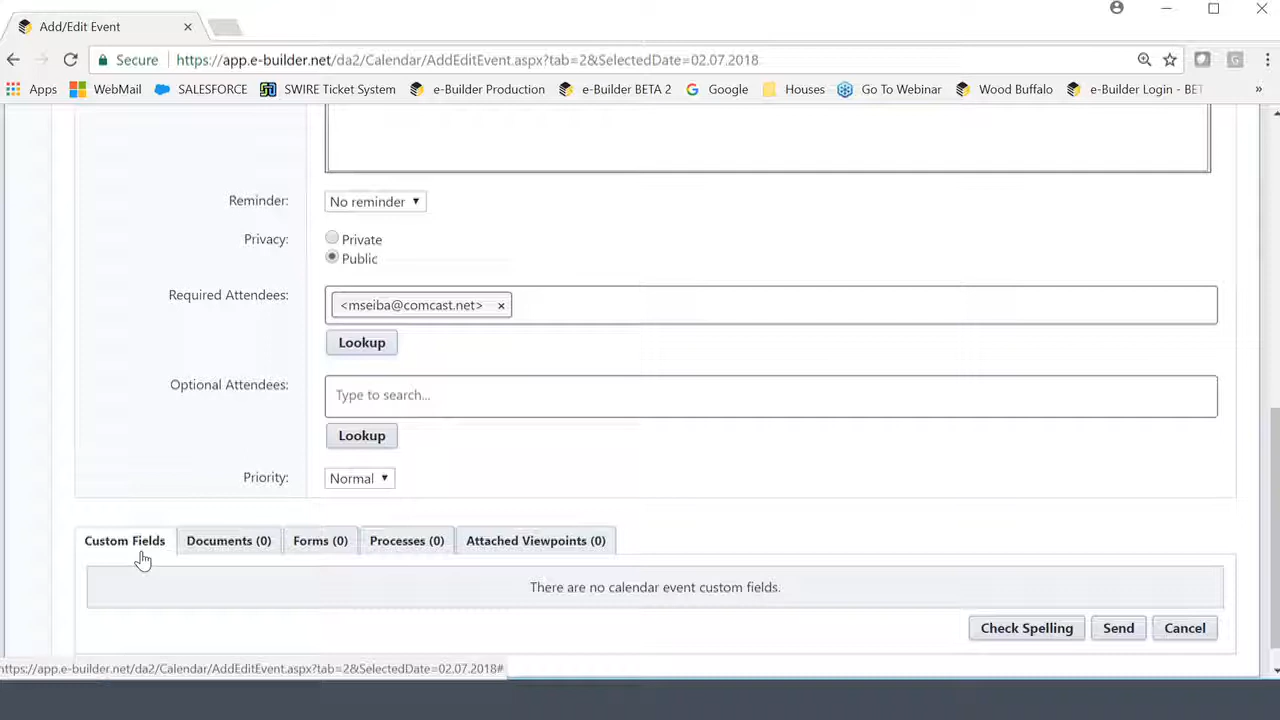 Add/Edit Event ×
Secure https://app.e-builder.net/da2/Calendar/AddEditEvent.aspx?tab=2&SelectedDate=02.07.2018
Apps WebMail SALESFORCE SWIRE Ticket System e-Builder Production e-Builder BETA 2 Google Houses Go To Webinar Wood Buffalo e-Builder Login - BET »
Reminder: No reminder
Privacy: Private
Public
Required Attendees: <mseiba@comcast.net> ×
Lookup
Optional Attendees: Type to search...
Lookup
Priority: Normal
Custom Fields Documents (0) Forms (0) Processes (0) Attached Viewpoints (0)
There are no calendar event custom fields.
Check Spelling Send Cancel
https://app.e-builder.net/da2/Calendar/AddEditEvent.aspx?tab=2&SelectedDate=02.07.2018#